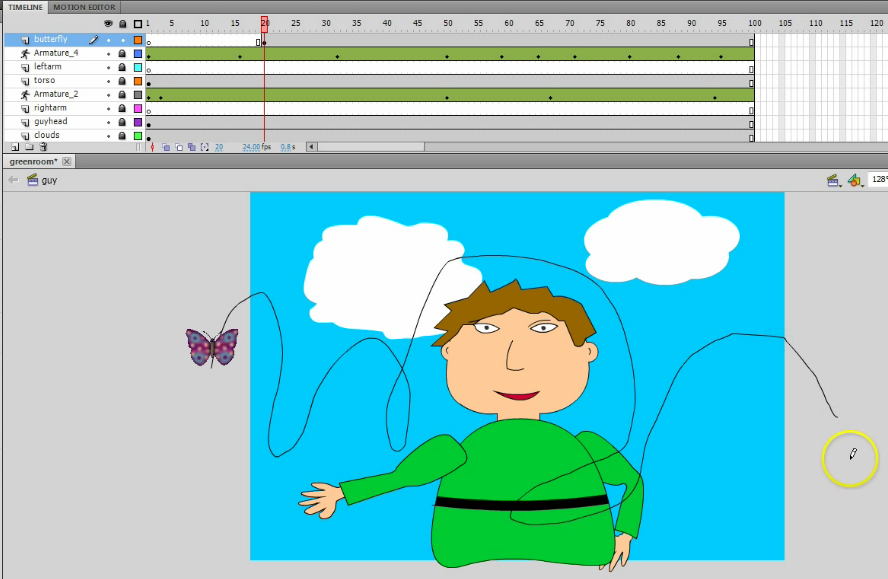 TIMELINE MOTION EDITOR
1 5 10 15 20 25 30 35 40 45 50 55 60 65 70 75 80 85 90 95 100 105 110 115 120
butterfly
Armature_4
leftarm
torso
Armature_2
rightarm
guyhead
clouds
20 24.00 fps 0.8 s
greenroom*
guy 128%